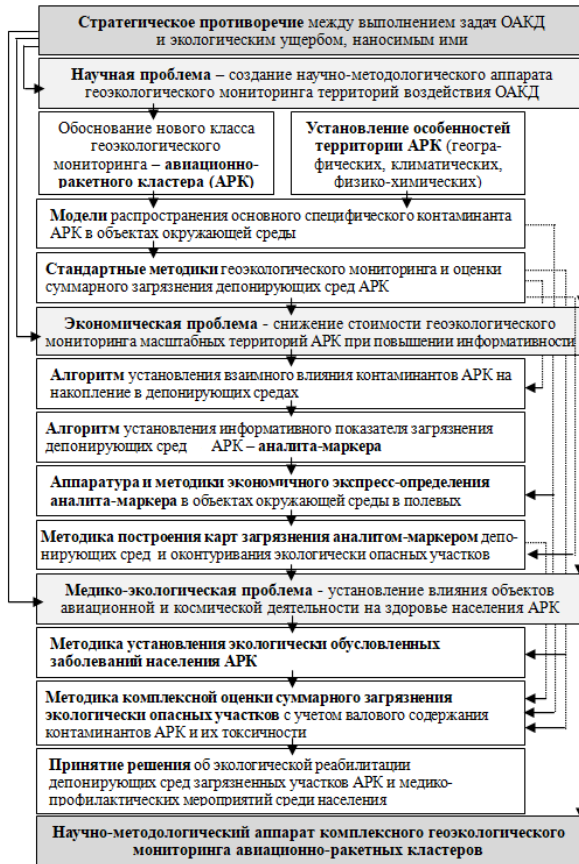 Стратегическое противоречие между выполнением задач ОАКД
и экологическим ущербом, наносимым ими
Научная проблема – создание научно-методологического аппарата
геоэкологического мониторинга территорий воздействия ОАКД
Обоснование нового класса
геоэкологического
мониторинга –
авиационно-
ракетного кластера (АРК)
Установление особенностей
территории АРК (геогра-
фических, климатических,
физико-химических)
Модели распространения основного специфического контаминанта
АРК в объектах окружающей среды
Стандартные методики геоэкологического мониторинга и оценки
суммарного загрязнения депонирующих сред АРК
Экономическая проблема - снижение стоимости геоэкологического
мониторинга масштабных территорий АРК при повышении информативности
Алгоритм установления взаимного влияния контаминантов АРК на
накопление в депонирующих средах
Алгоритм установления информативного показателя загрязнения
депонирующих сред АРК – аналита-маркера
Аппаратура и методики экономичного экспресс-определения
аналита-маркера в объектах окружающей среды в полевых
Методика построения карт загрязнения аналитом-маркером депо-
нирующих сред и оконтуривания экологически опасных участков
Медико-экологическая проблема - установление влияния объектов
авиационной и космической деятельности на здоровье населения АРК
Методика установления экологически обусловленных
заболеваний населения АРК
Методика комплексной оценки суммарного загрязнения
экологически опасных участков с учетом валового содержания
контаминантов АРК и их токсичности
Принятие решения об экологической реабилитации
депонирующих сред загрязненных участков АРК и медико-
профилактических мероприятий среди населения
Научно-методологический аппарат комплексного геоэкологического
мониторинга авиационно-ракетных кластеров